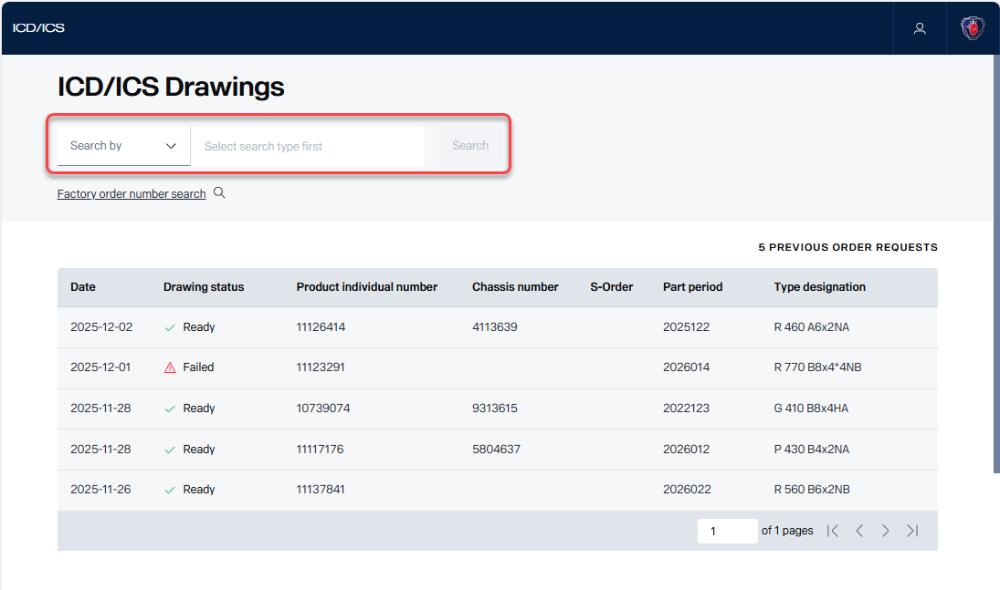 ICD/ICS
ICD/ICS Drawings
Search by Select search type first Search
Factory order number search
5 PREVIOUS ORDER REQUESTS
Date Drawing status Product individual number Chassis number S-Order Part period Type designation
2025-12-02 Ready 11126414 4113639 2025122 R 460 A6x2NA
2025-12-01 Failed 11123291 2026014 R 770 B8x4*4NB
2025-11-28 Ready 10739074 9313615 2022123 G 410 B8x4HA
2025-11-28 Ready 11117176 5804637 2026012 P 430 B4x2NA
2025-11-26 Ready 11137841 2026022 R 560 B6x2NB
1 of 1 pages